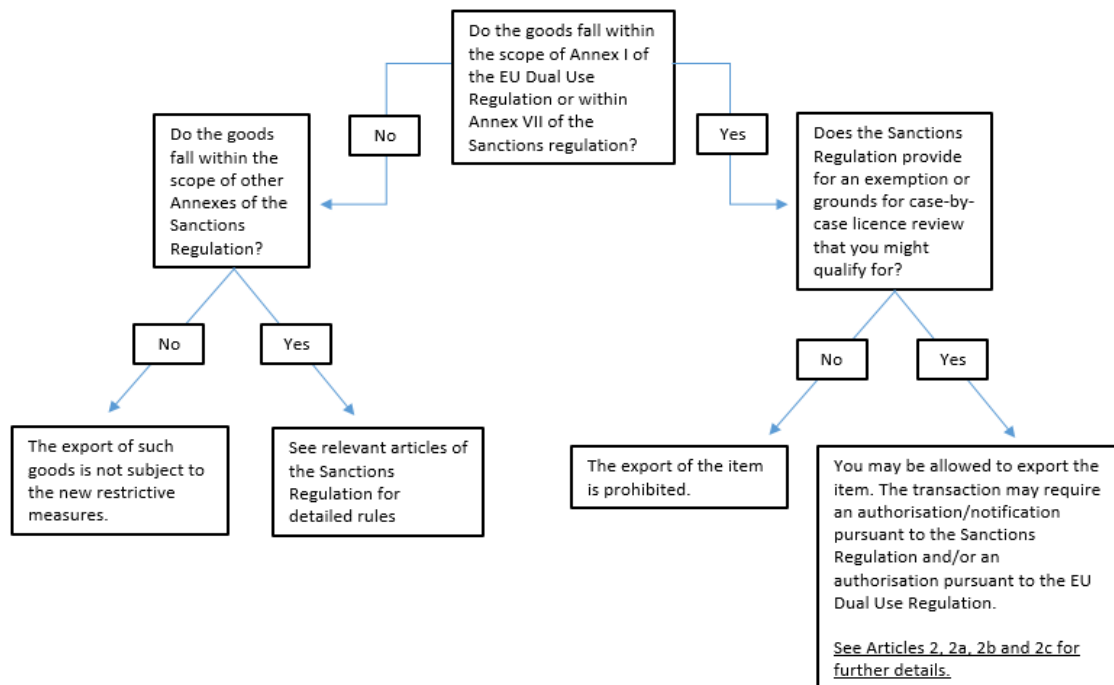 Do the goods fall within
the scope of Annex I of
the EU Dual Use
Regulation or within
Annex VII of the
Sanctions regulation?
No
Yes
Do the goods
fall within the
scope of other
Annexes of the
Sanctions
Regulation?
Does the Sanctions
Regulation provide
for an exemption or
grounds for case-by-
case licence review
that you might
qualify for?
No
Yes
No
Yes
The export of such
goods is not subject to
the new restrictive
measures.
See relevant articles of
the Sanctions
Regulation for
detailed rules
The export of the item
is prohibited.
You may be allowed to export the
item. The transaction may require
an authorisation/notification
pursuant to the Sanctions
Regulation and/or an
authorisation pursuant to the EU
Dual Use Regulation.
See Articles 2, 2a, 2b and 2c for
further details.